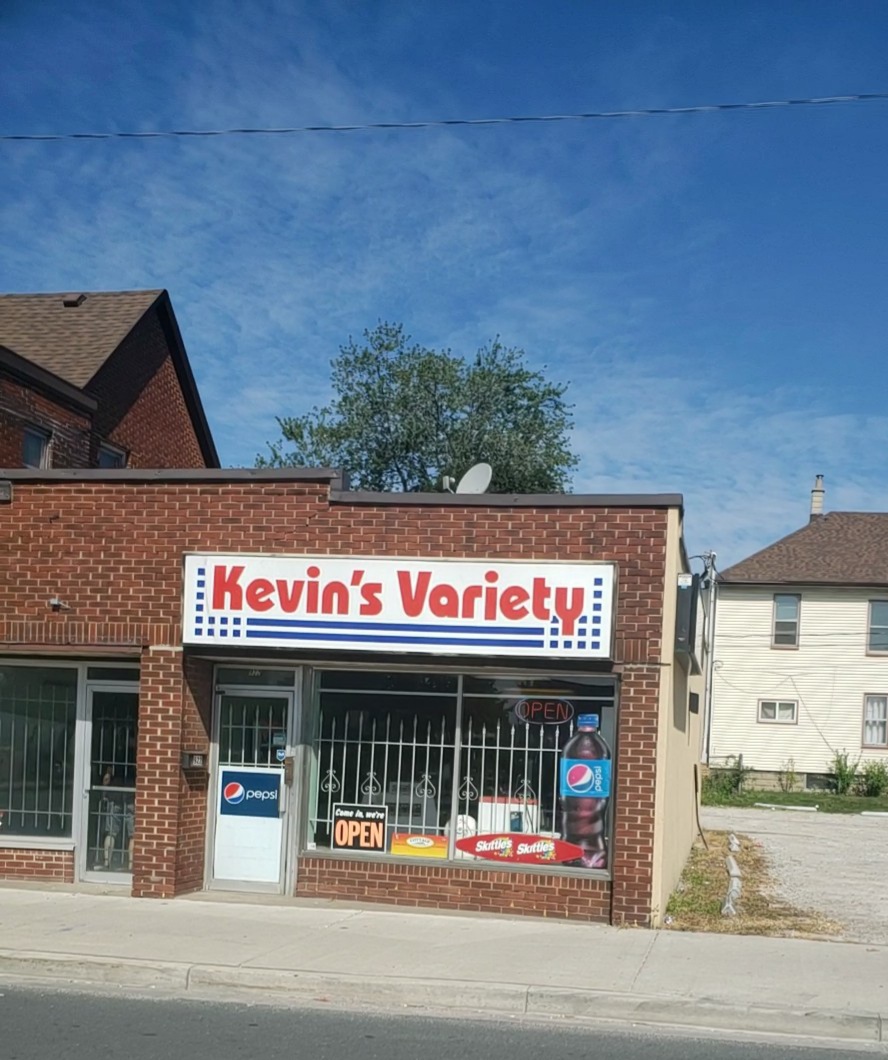 Kevin's Variety
OPEN
pepsi
pepsi
Come in, we're
OPEN
Skittles Skittles